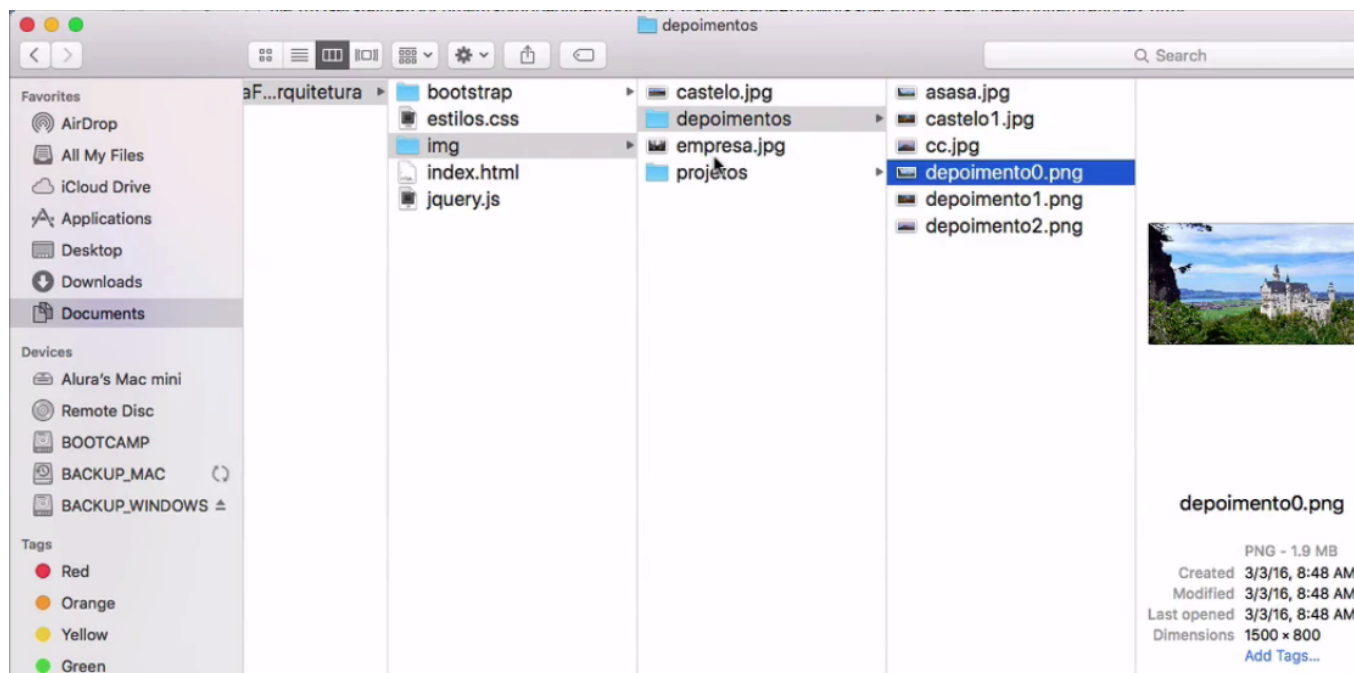 depoimentos
Search
Favorites
AirDrop
All My Files
iCloud Drive
Applications
Desktop
Downloads
Documents
Devices
Alura's Mac mini
Remote Disc
BOOTCAMP
BACKUP_MAC
BACKUP_WINDOWS
Tags
Red
Orange
Yellow
Green
aF...rquitetura
bootstrap
estilos.css
img
index.html
jquery.js
castelo.jpg
depoimentos
empresa.jpg
projetos
asasa.jpg
castelo1.jpg
cc.jpg
depoimento0.png
depoimento1.png
depoimento2.png
depoimento0.png
PNG - 1.9 MB
Created 3/3/16, 8:48 AM
Modified 3/3/16, 8:48 AM
Last opened 3/3/16, 8:48 AM
Dimensions 1500 × 800
Add Tags...